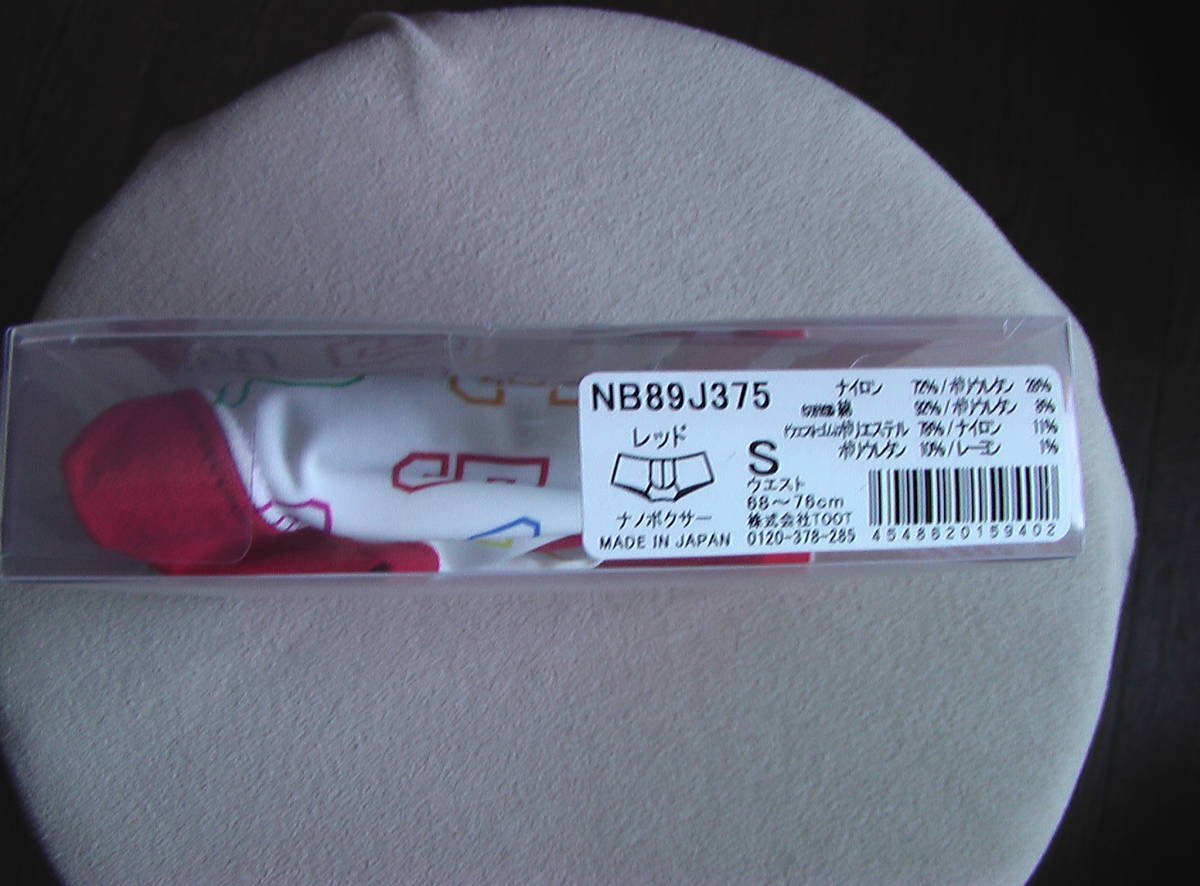 NB89J375
レッド
ナノボクサー
MADE IN JAPAN
S
ウエスト
68〜76cm
株式会社TOOT
0120-378-285
ナイロン 72%/ポリウレタン 28%
綿 92%/ポリウレタン 8%
ポリエステル 78%/ナイロン 11%
ポリウレタン 10%/レーヨン 1%
4548620159402